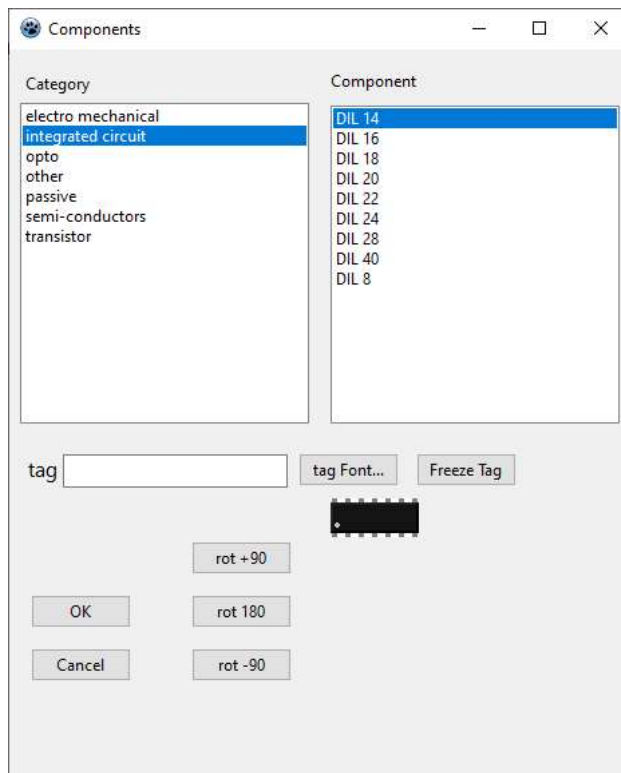 Components
Category
electro mechanical
integrated circuit
opto
other
passive
semi-conductors
transistor
Component
DIL 14
DIL 16
DIL 18
DIL 20
DIL 22
DIL 24
DIL 28
DIL 40
DIL 8
tag
tag Font...
Freeze Tag
rot +90
OK
rot 180
Cancel
rot -90